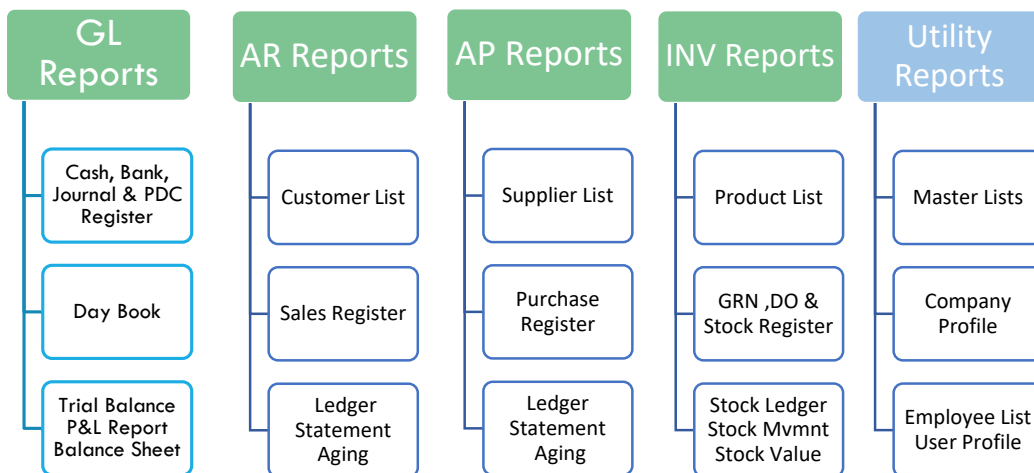 GL
Reports
Cash, Bank,
Journal & PDC
Register
Day Book
Trial Balance
P&L Report
Balance Sheet
AR Reports
Customer List
Sales Register
Ledger
Statement
Aging
AP Reports
Supplier List
Purchase
Register
Ledger
Statement
Aging
INV Reports
Product List
GRN ,DO &
Stock Register
Stock Ledger
Stock Mvmnt
Stock Value
Utility
Reports
Master Lists
Company
Profile
Employee List
User Profile